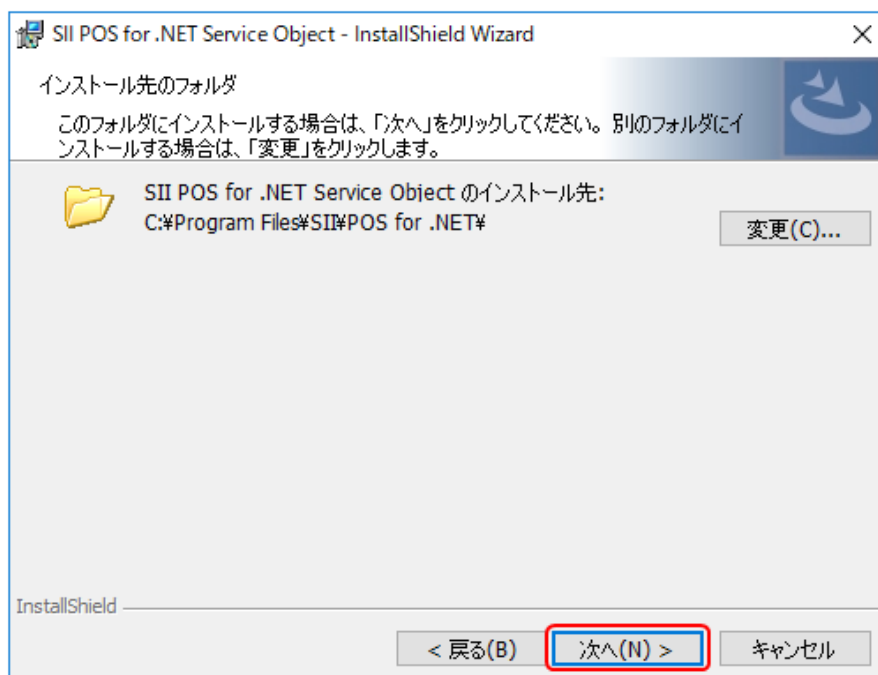 SII POS for .NET Service Object - InstallShield Wizard
インストール先のフォルダ
このフォルダにインストールする場合は、「次へ」をクリックしてください。別のフォルダにイ
ンストールする場合は、「変更」をクリックします。
SII POS for .NET Service Object のインストール先:
C:¥Program Files¥SII¥POS for .NET¥
変更(C)...
InstallShield
< 戻る(B)
次へ(N) >
キャンセル